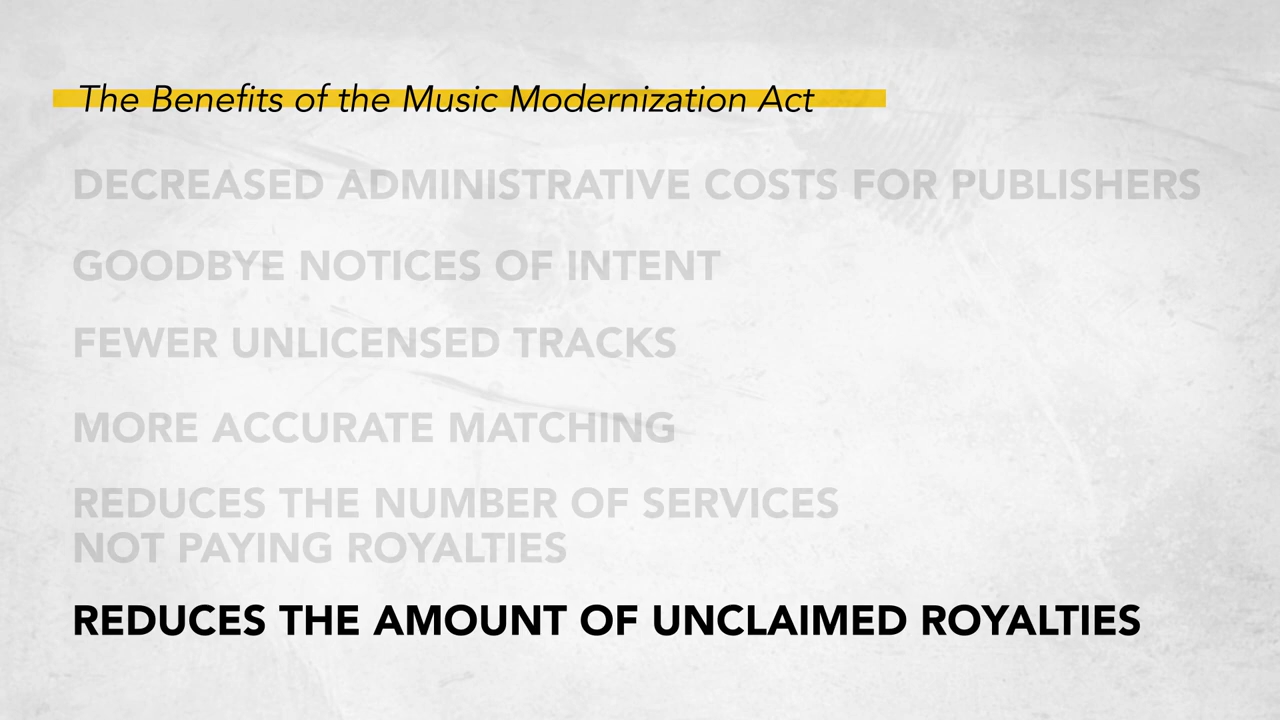 The Benefits of the Music Modernization Act
DECREASED ADMINISTRATIVE COSTS FOR PUBLISHERS
GOODBYE NOTICES OF INTENT
FEWER UNLICENSED TRACKS
MORE ACCURATE MATCHING
REDUCES THE NUMBER OF SERVICES
NOT PAYING ROYALTIES
REDUCES THE AMOUNT OF UNCLAIMED ROYALTIES